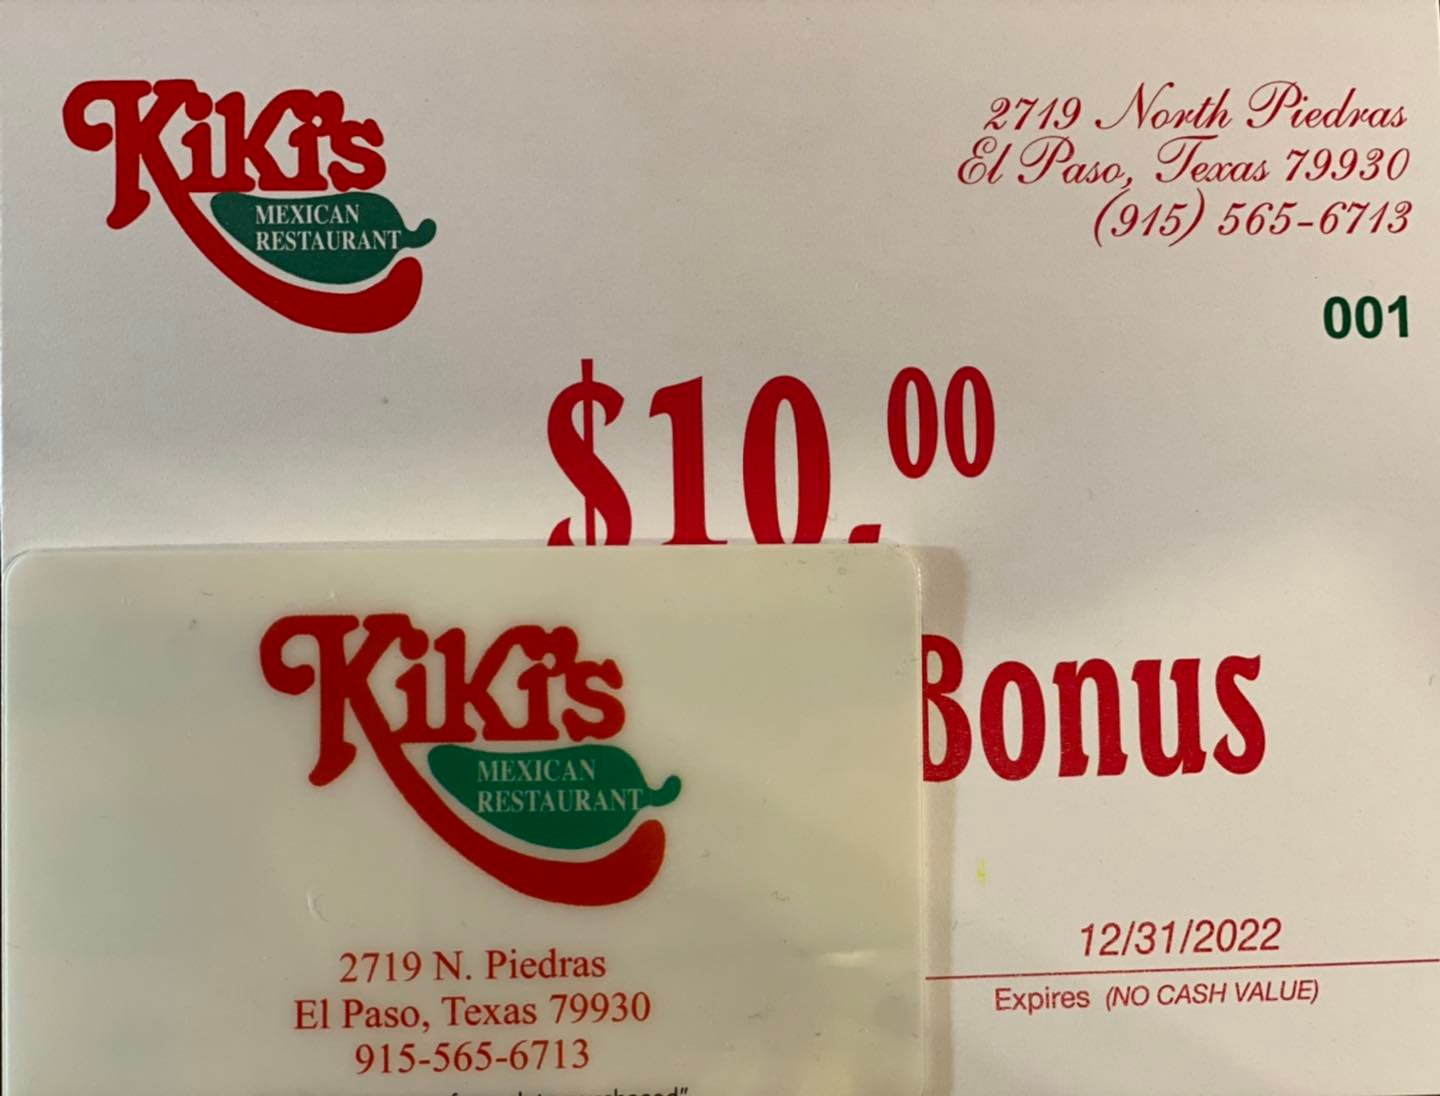 Kiki's
MEXICAN
RESTAURANT
2719 North Piedras
El Paso, Texas 79930
(915) 565-6713
001
$10.00
Bonus
12/31/2022
Expires (NO CASH VALUE)
Kiki's
MEXICAN
RESTAURANT
2719 N. Piedras
El Paso, Texas 79930
915-565-6713